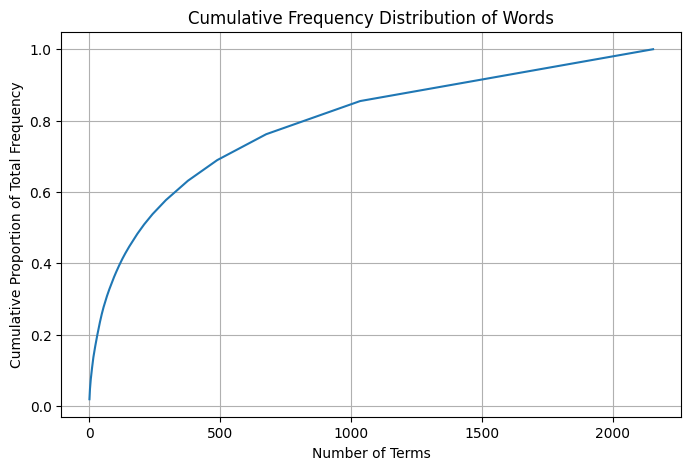 Cumulative Frequency Distribution of Words
Cumulative Proportion of Total Frequency
1.0
0.8
0.6
0.4
0.2
0.0
0 500 1000 1500 2000
Number of Terms